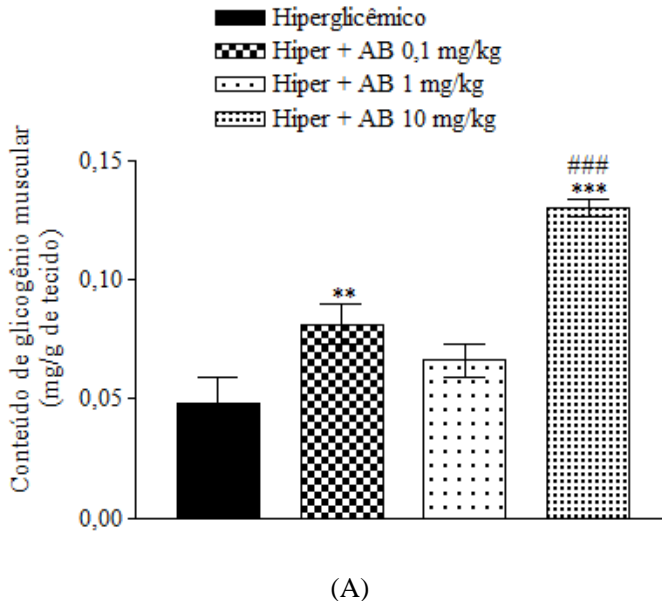 Hiperglicêmico
Hiper + AB 0,1 mg/kg
Hiper + AB 1 mg/kg
Hiper + AB 10 mg/kg
Conteúdo de glicogênio muscular
(mg/g de tecido)
0,15
0,10
0,05
0,00
**
###
***
(A)